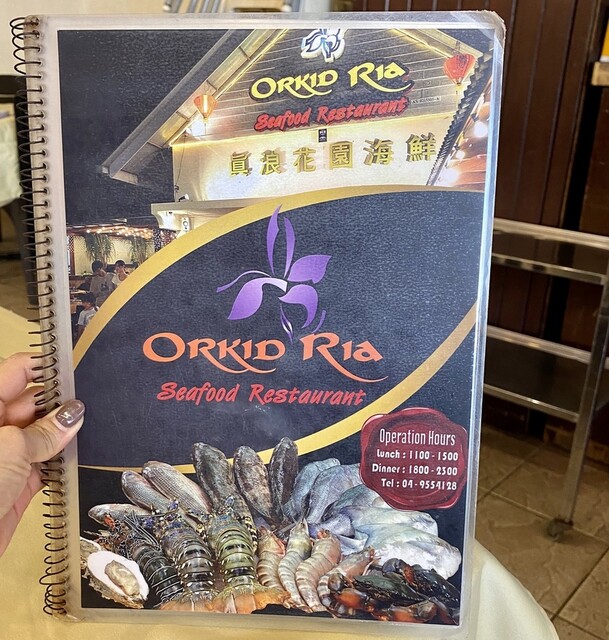 ORKID RIA
Seafood Restaurant
真浪花園海鮮
ORKID RIA
Seafood Restaurant
Operation Hours
Lunch : 1100 - 1500
Dinner : 1800 - 2300
Tel : 04 - 9554128